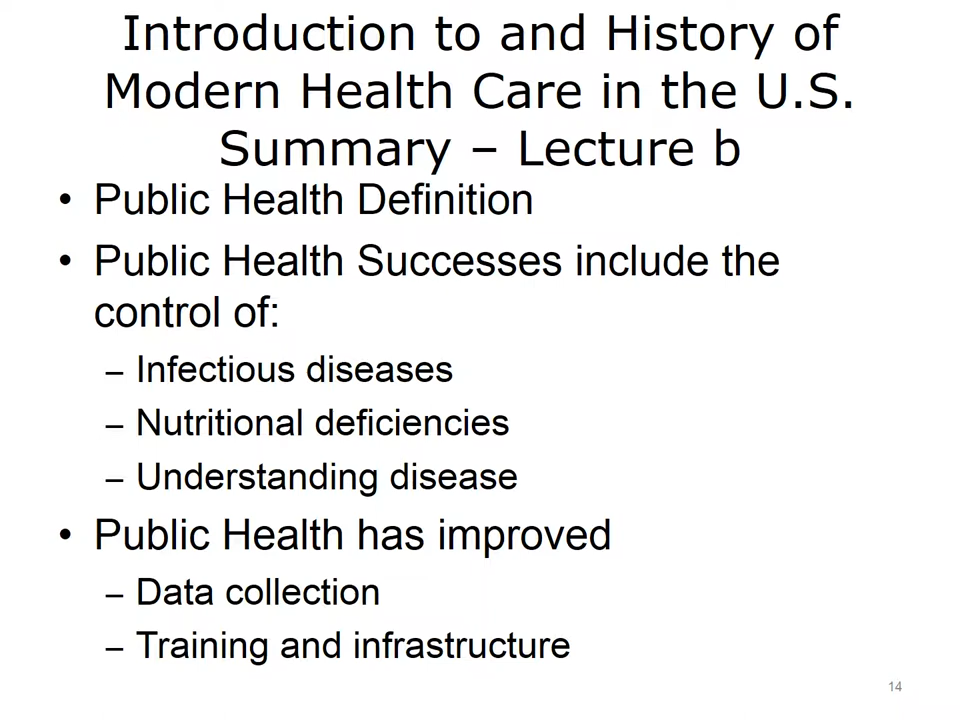 Introduction to and History of
Modern Health Care in the U.S.
Summary – Lecture b
• Public Health Definition
• Public Health Successes include the
control of:
– Infectious diseases
– Nutritional deficiencies
– Understanding disease
• Public Health has improved
– Data collection
– Training and infrastructure
14